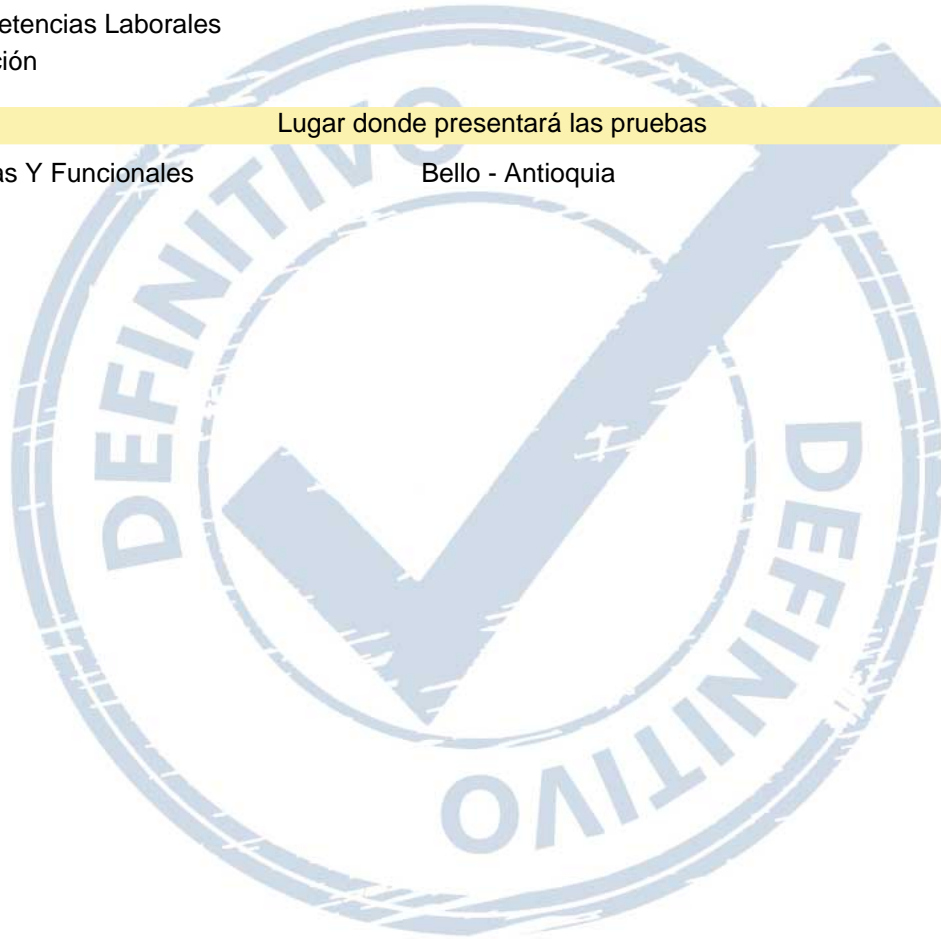 etencias Laborales
ción
Lugar donde presentará las pruebas
as Y Funcionales Bello - Antioquia
DEFINITIVO
DEFINITIVO